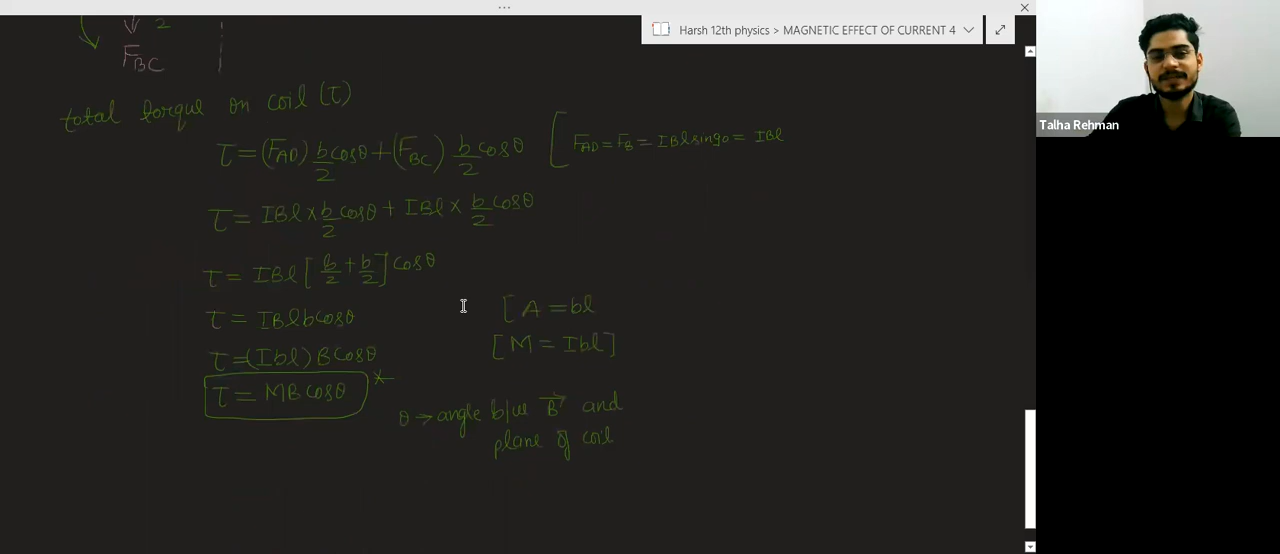 Harsh 12th physics > MAGNETIC EFFECT OF CURRENT 4
Talha Rehman
2
F_BC
total torque on coil (τ)
τ = (F_AD) b/2 cosθ + (F_BC) b/2 cosθ [ F_AD = F_B = IBl sin90 = IBl
τ = IBl × b/2 cosθ + IBl × b/2 cosθ
τ = IBl [b/2 + b/2] cosθ
τ = IBlb cosθ
[ A = bl
τ = (Ibl) B cosθ
[ M = Ibl ]
τ = MB cosθ *
θ → angle b/w B⃗ and
plane of coil